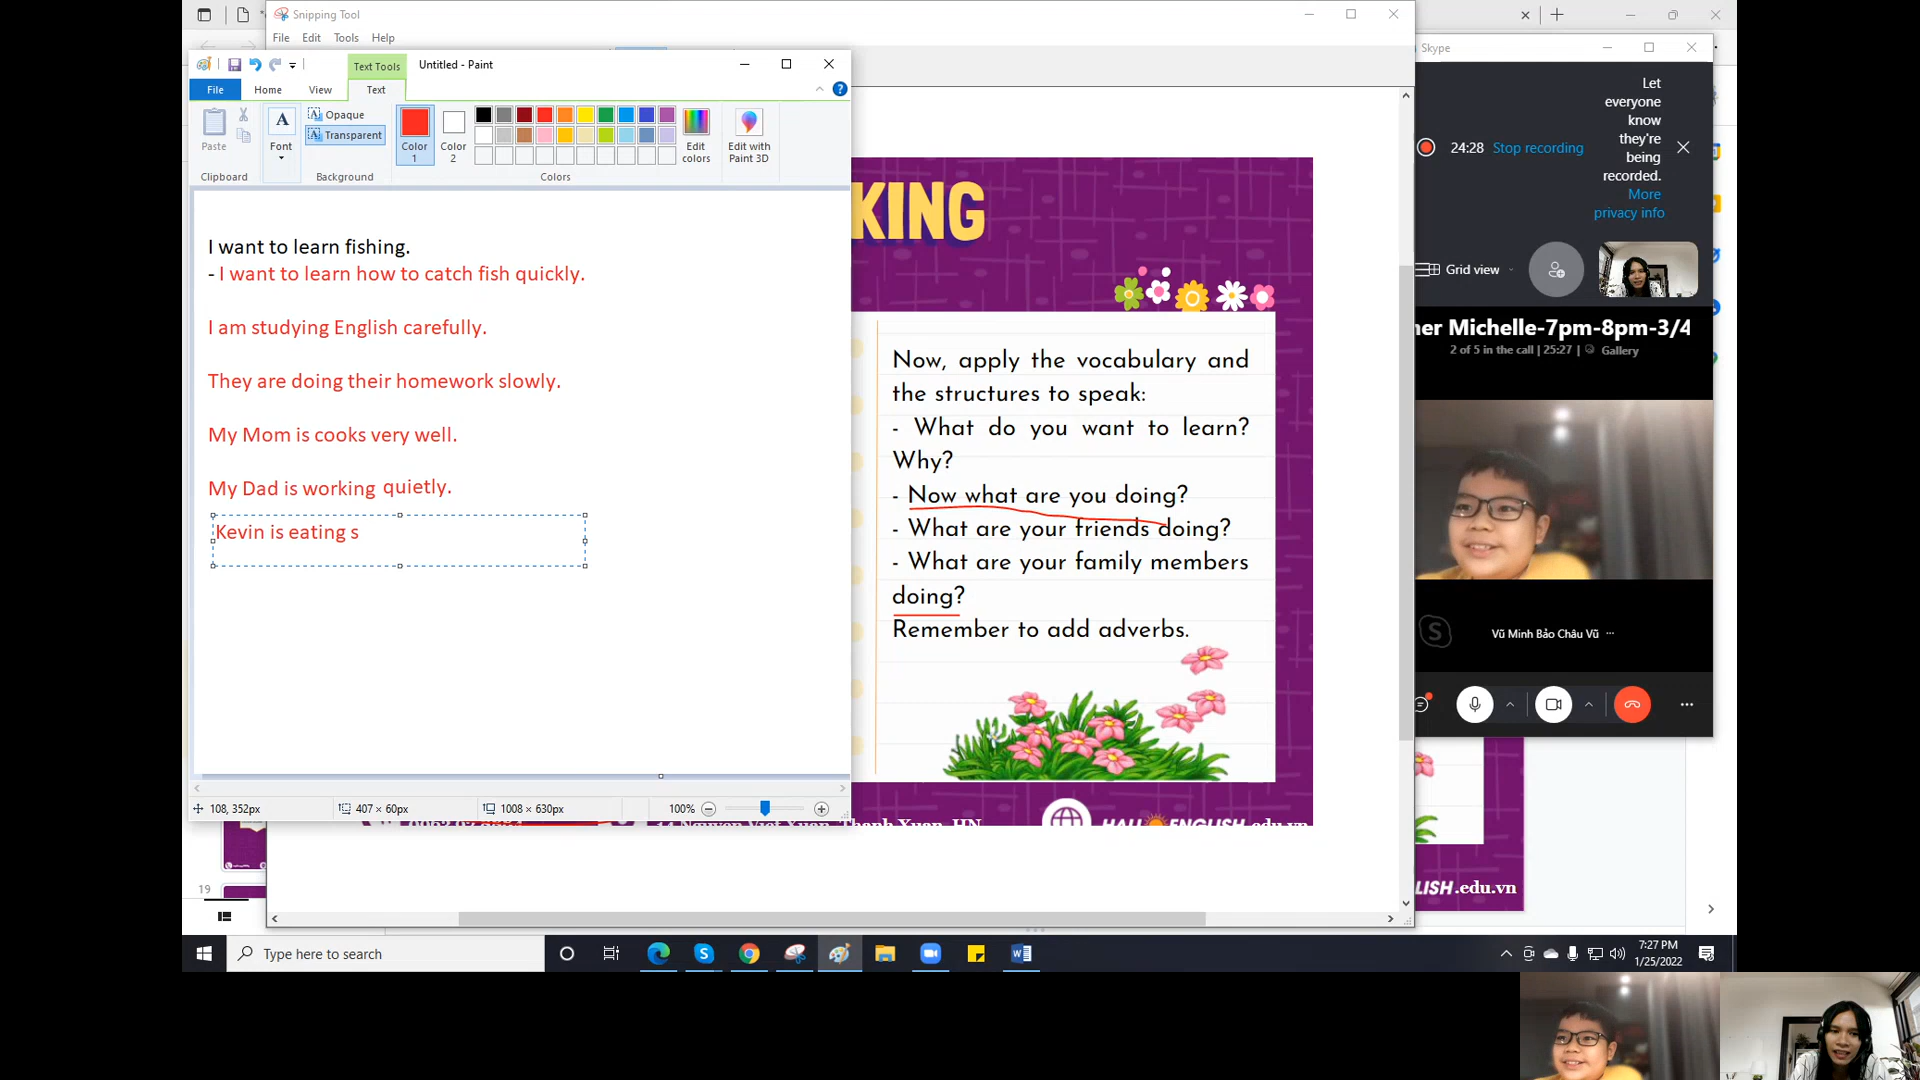 Snipping Tool
File Edit Tools Help
Text Tools
Untitled - Paint
File Home View Text
Paste
Font
Opaque
Transparent
Color 1
Color 2
Edit colors
Edit with Paint 3D
Clipboard
Background
Colors
I want to learn fishing.
- I want to learn how to catch fish quickly.
I am studying English carefully.
They are doing their homework slowly.
My Mom is cooks very well.
My Dad is working quietly.
Kevin is eating s
108, 352px
407 × 60px
1008 × 630px
100%
KING
Now, apply the vocabulary and
the structures to speak:
- What do you want to learn?
Why?
- Now what are you doing?
- What are your friends doing?
- What are your family members
doing?
Remember to add adverbs.
HN
ENGLISH.edu.vn
Skype
Let
everyone
know
they're
being
recorded.
More
privacy info
24:28 Stop recording
Grid view
her Michelle-7pm-8pm-3/4
2 of 5 in the call | 25:27 | Gallery
Vũ Minh Bảo Châu Vũ
LISH.edu.vn
19
Type here to search
7:27 PM
1/25/2022